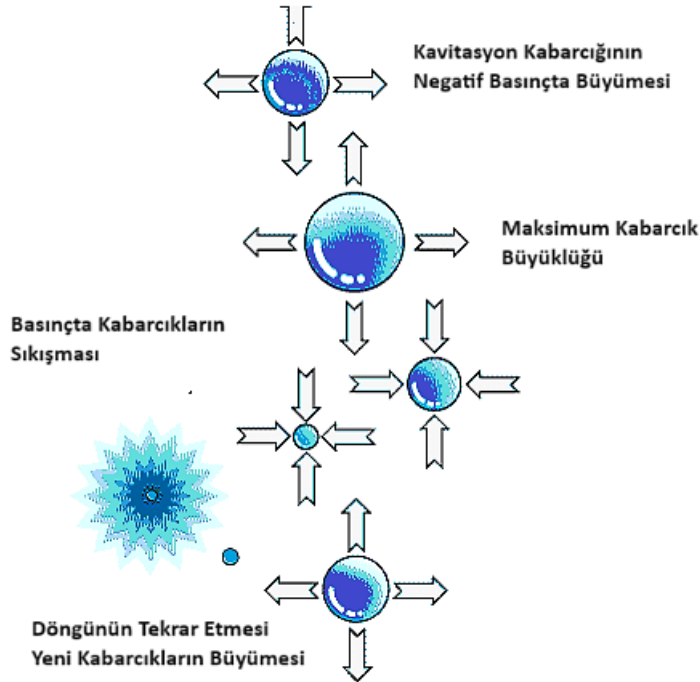 Kavitasyon Kabarcığının
Negatif Basınçta Büyümesi
Maksimum Kabarcık
Büyüklüğü
Basınçta Kabarcıkların
Sıkışması
Döngünün Tekrar Etmesi
Yeni Kabarcıkların Büyümesi